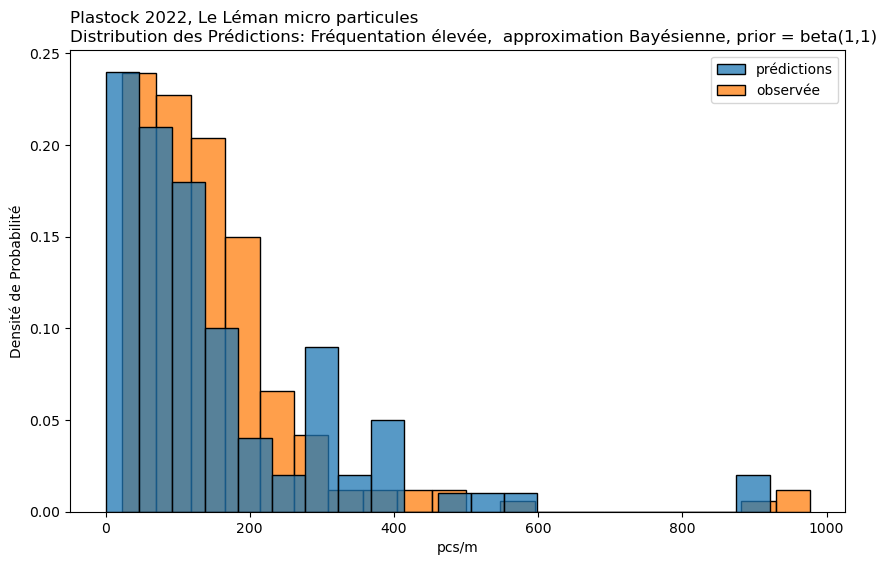 Plastock 2022, Le Léman micro particules
Distribution des Prédictions: Fréquentation élevée,  approximation Bayésienne, prior = beta(1,1)
prédictions
observée
Densité de Probabilité
0.25
0.20
0.15
0.10
0.05
0.00
0 200 400 600 800 1000
pcs/m